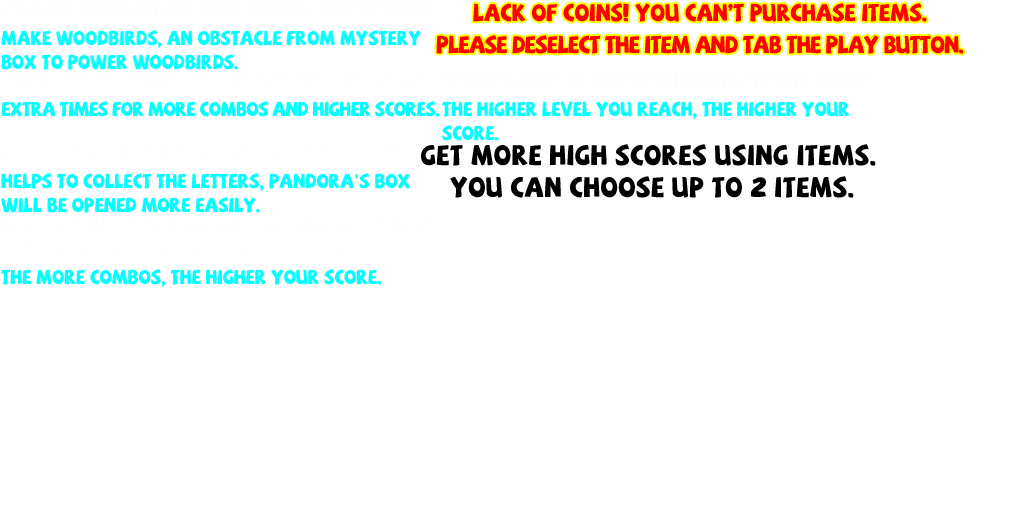 LACK OF COINS! YOU CAN'T PURCHASE ITEMS.
PLEASE DESELECT THE ITEM AND TAB THE PLAY BUTTON.
MAKE WOODBIRDS, AN OBSTACLE FROM MYSTERY
BOX TO POWER WOODBIRDS.
EXTRA TIMES FOR MORE COMBOS AND HIGHER SCORES.
THE HIGHER LEVEL YOU REACH, THE HIGHER YOUR
SCORE.
GET MORE HIGH SCORES USING ITEMS.
YOU CAN CHOOSE UP TO 2 ITEMS.
HELPS TO COLLECT THE LETTERS, PANDORA'S BOX
WILL BE OPENED MORE EASILY.
THE MORE COMBOS, THE HIGHER YOUR SCORE.